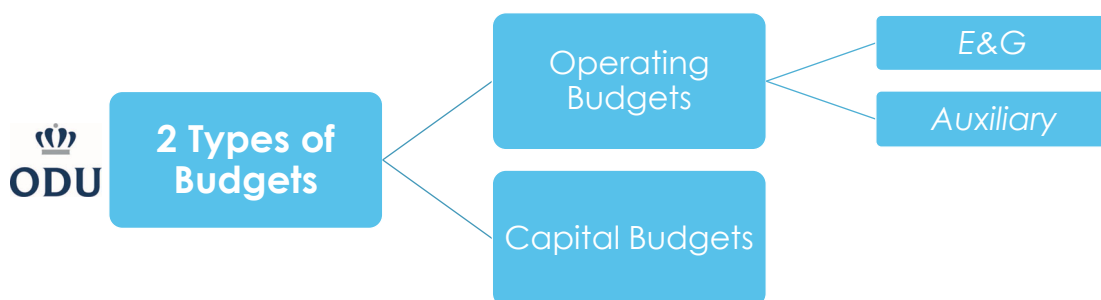 ODU
2 Types of
Budgets
Operating
Budgets
Capital Budgets
E&G
Auxiliary